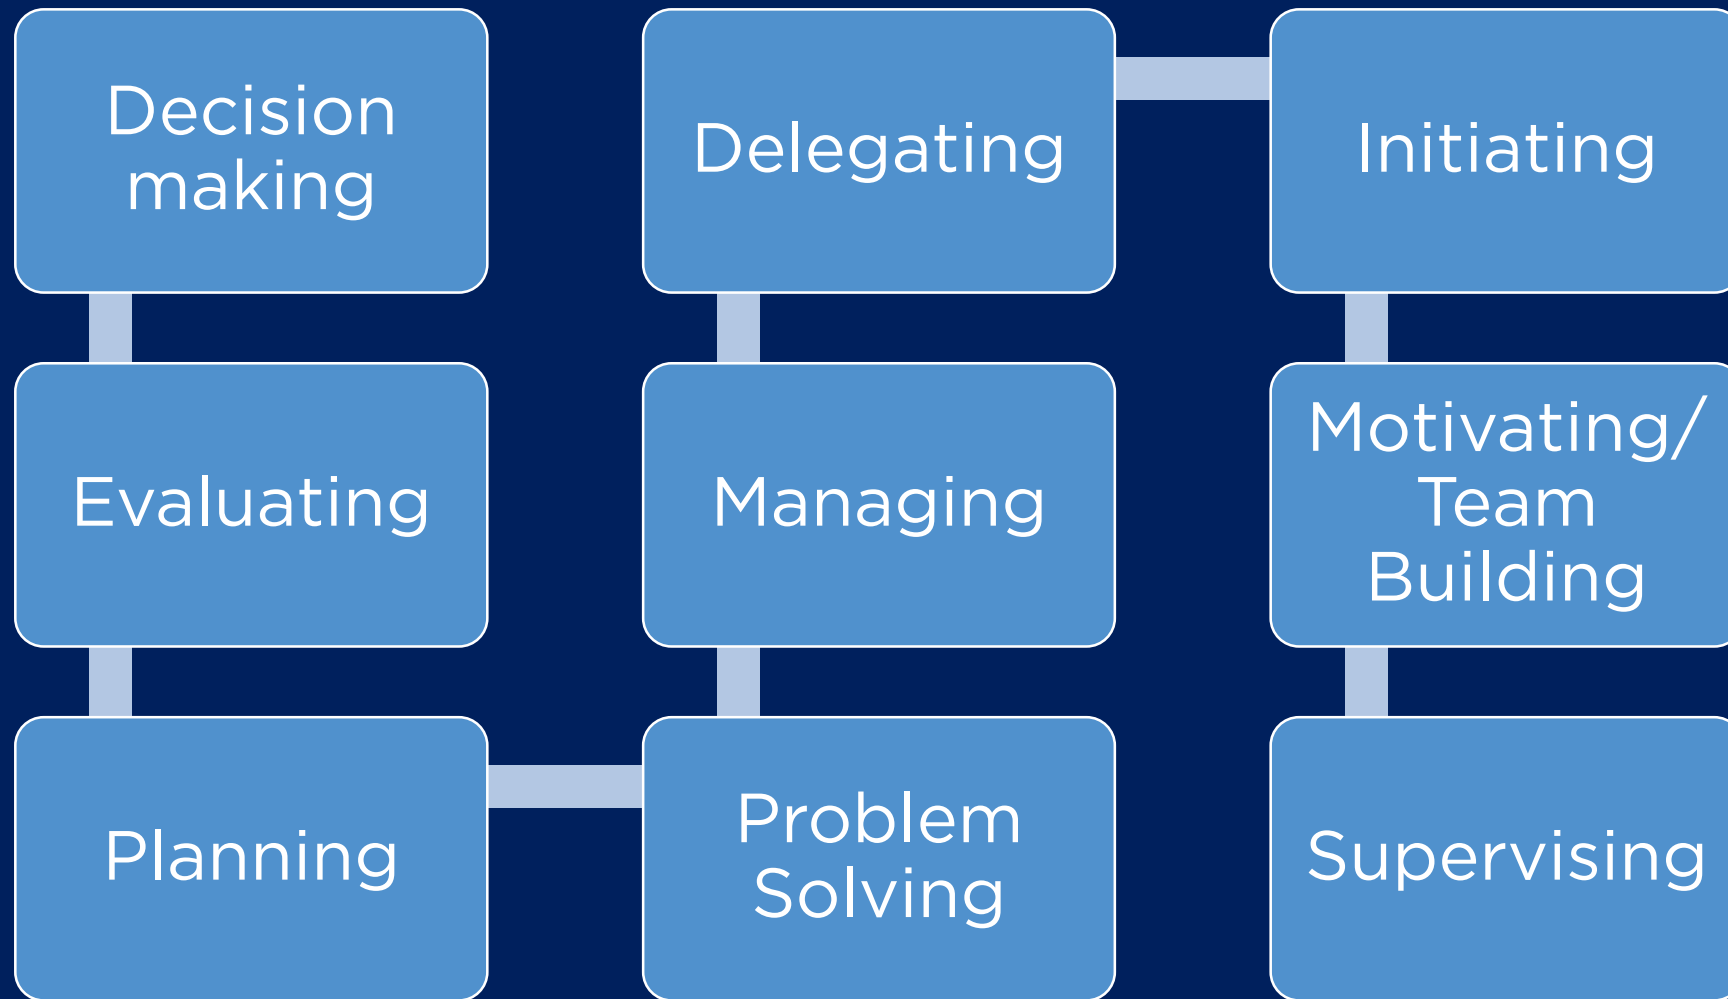 Decision
making
Evaluating
Planning
Problem
Solving
Managing
Delegating
Initiating
Motivating/
Team
Building
Supervising